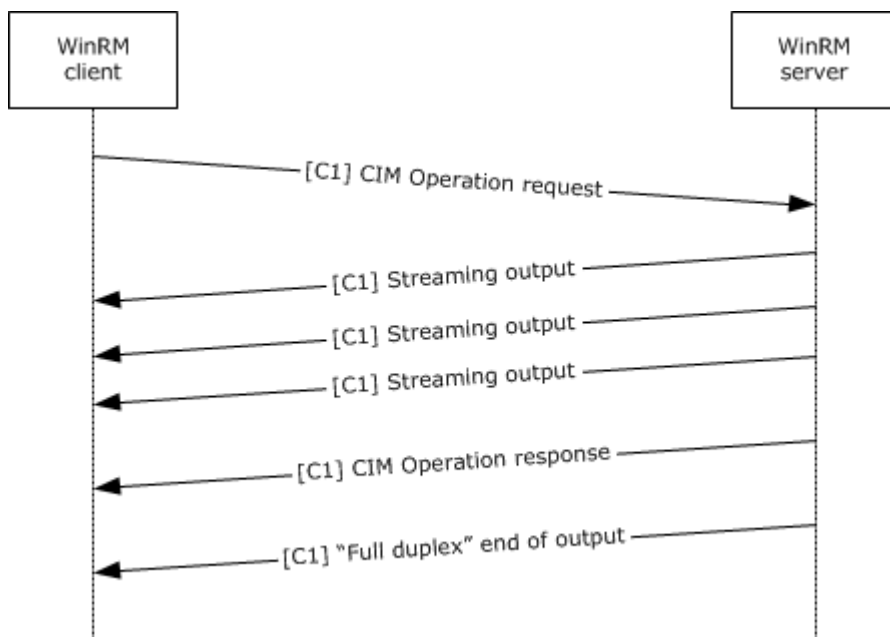 WinRM
client
WinRM
server
[C1] CIM Operation request
[C1] Streaming output
[C1] Streaming output
[C1] Streaming output
[C1] CIM Operation response
[C1] “Full duplex” end of output